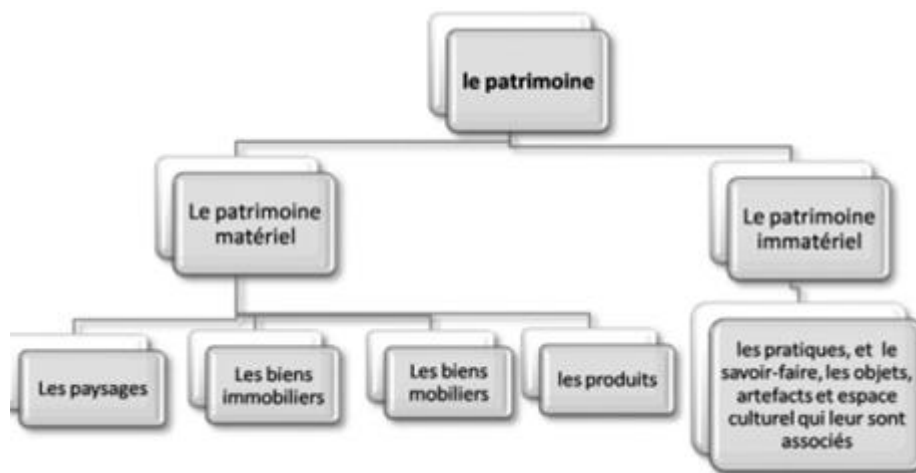 le patrimoine
Le patrimoine
matériel
Le patrimoine
immatériel
Les paysages
Les biens
immobiliers
Les biens
mobiliers
les produits
les pratiques, et le
savoir-faire, les objets,
artefacts et espace
culturel qui leur sont
associés